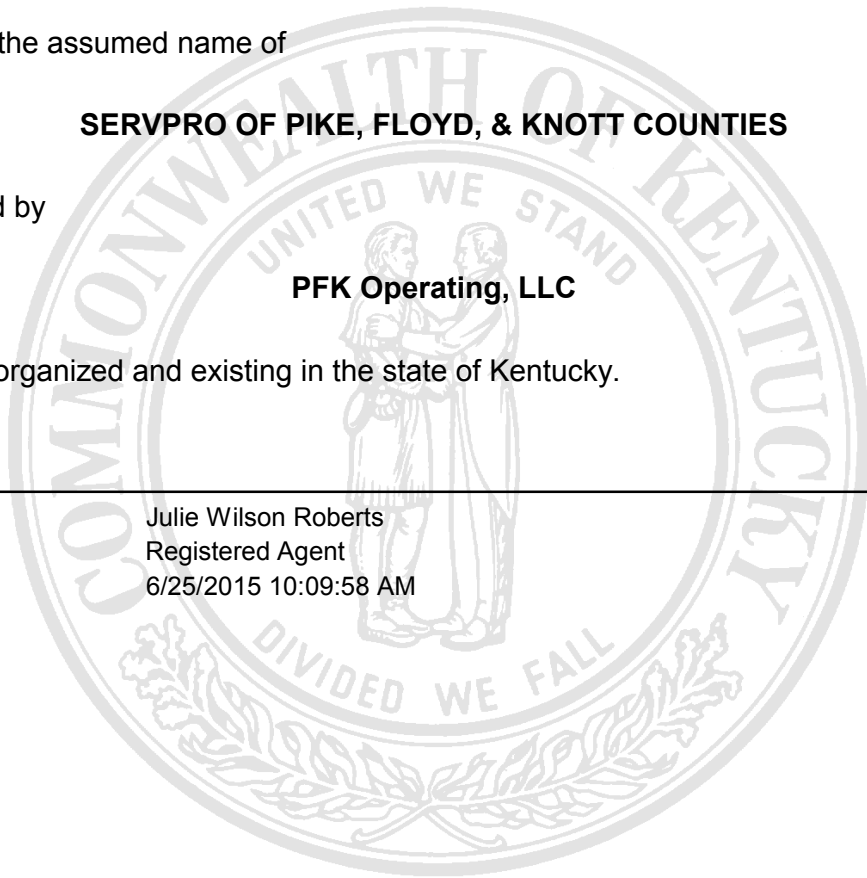 the assumed name of
SERVPRO OF PIKE, FLOYD, & KNOTT COUNTIES
d by
PFK Operating, LLC
organized and existing in the state of Kentucky.
Julie Wilson Roberts
Registered Agent
6/25/2015 10:09:58 AM
COMMONWEALTH OF KENTUCKY
UNITED WE STAND
DIVIDED WE FALL